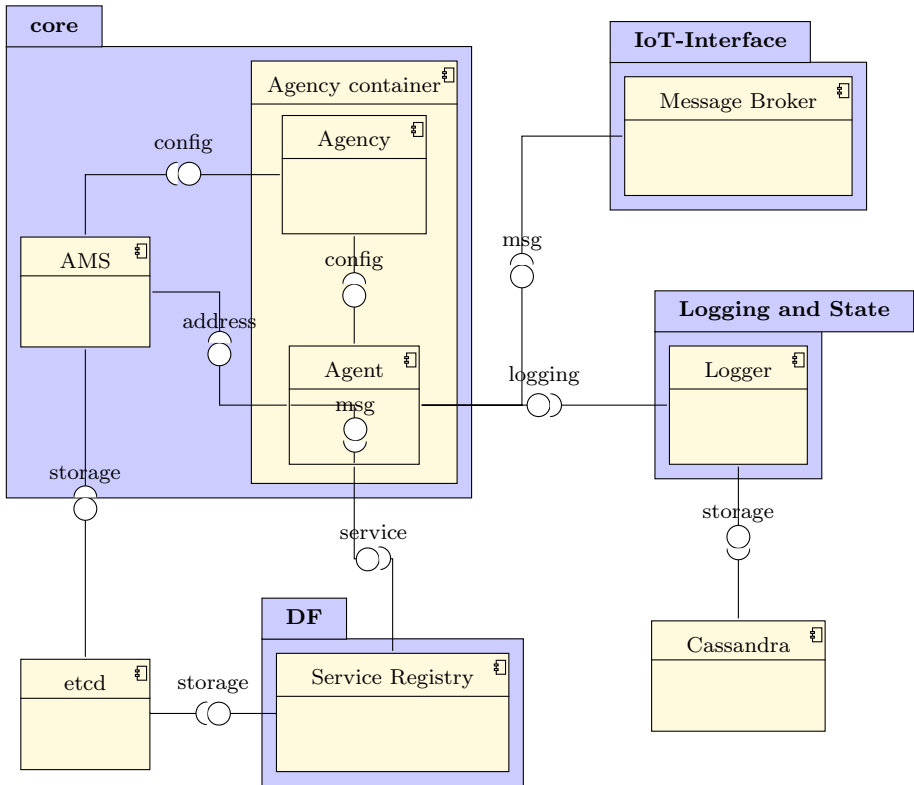 core
IoT-Interface
Agency container
Message Broker
Agency
config
msg
AMS
config
Logging and State
address
Agent
logging
Logger
msg
storage
storage
service
DF
Cassandra
etcd
storage
Service Registry